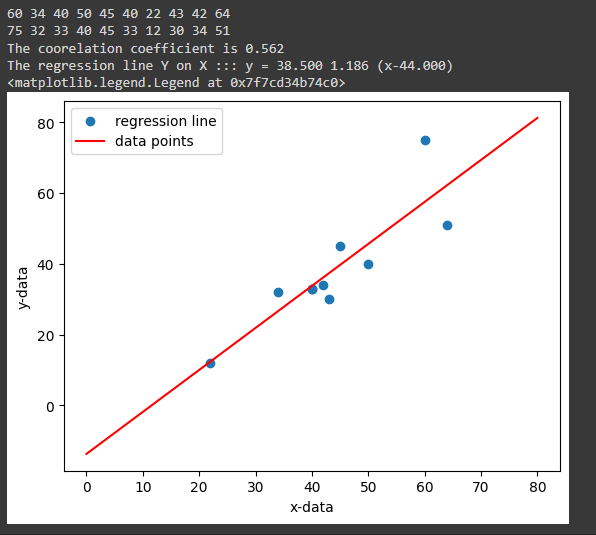 60 34 40 50 45 40 22 43 42 64
75 32 33 40 45 33 12 30 34 51
The coorelation coefficient is 0.562
The regression line Y on X ::: y = 38.500 1.186 (x-44.000)
<matplotlib.legend.Legend at 0x7f7cd34b74c0>
regression line
data points
80
60
40
20
0
y-data
0 10 20 30 40 50 60 70 80
x-data